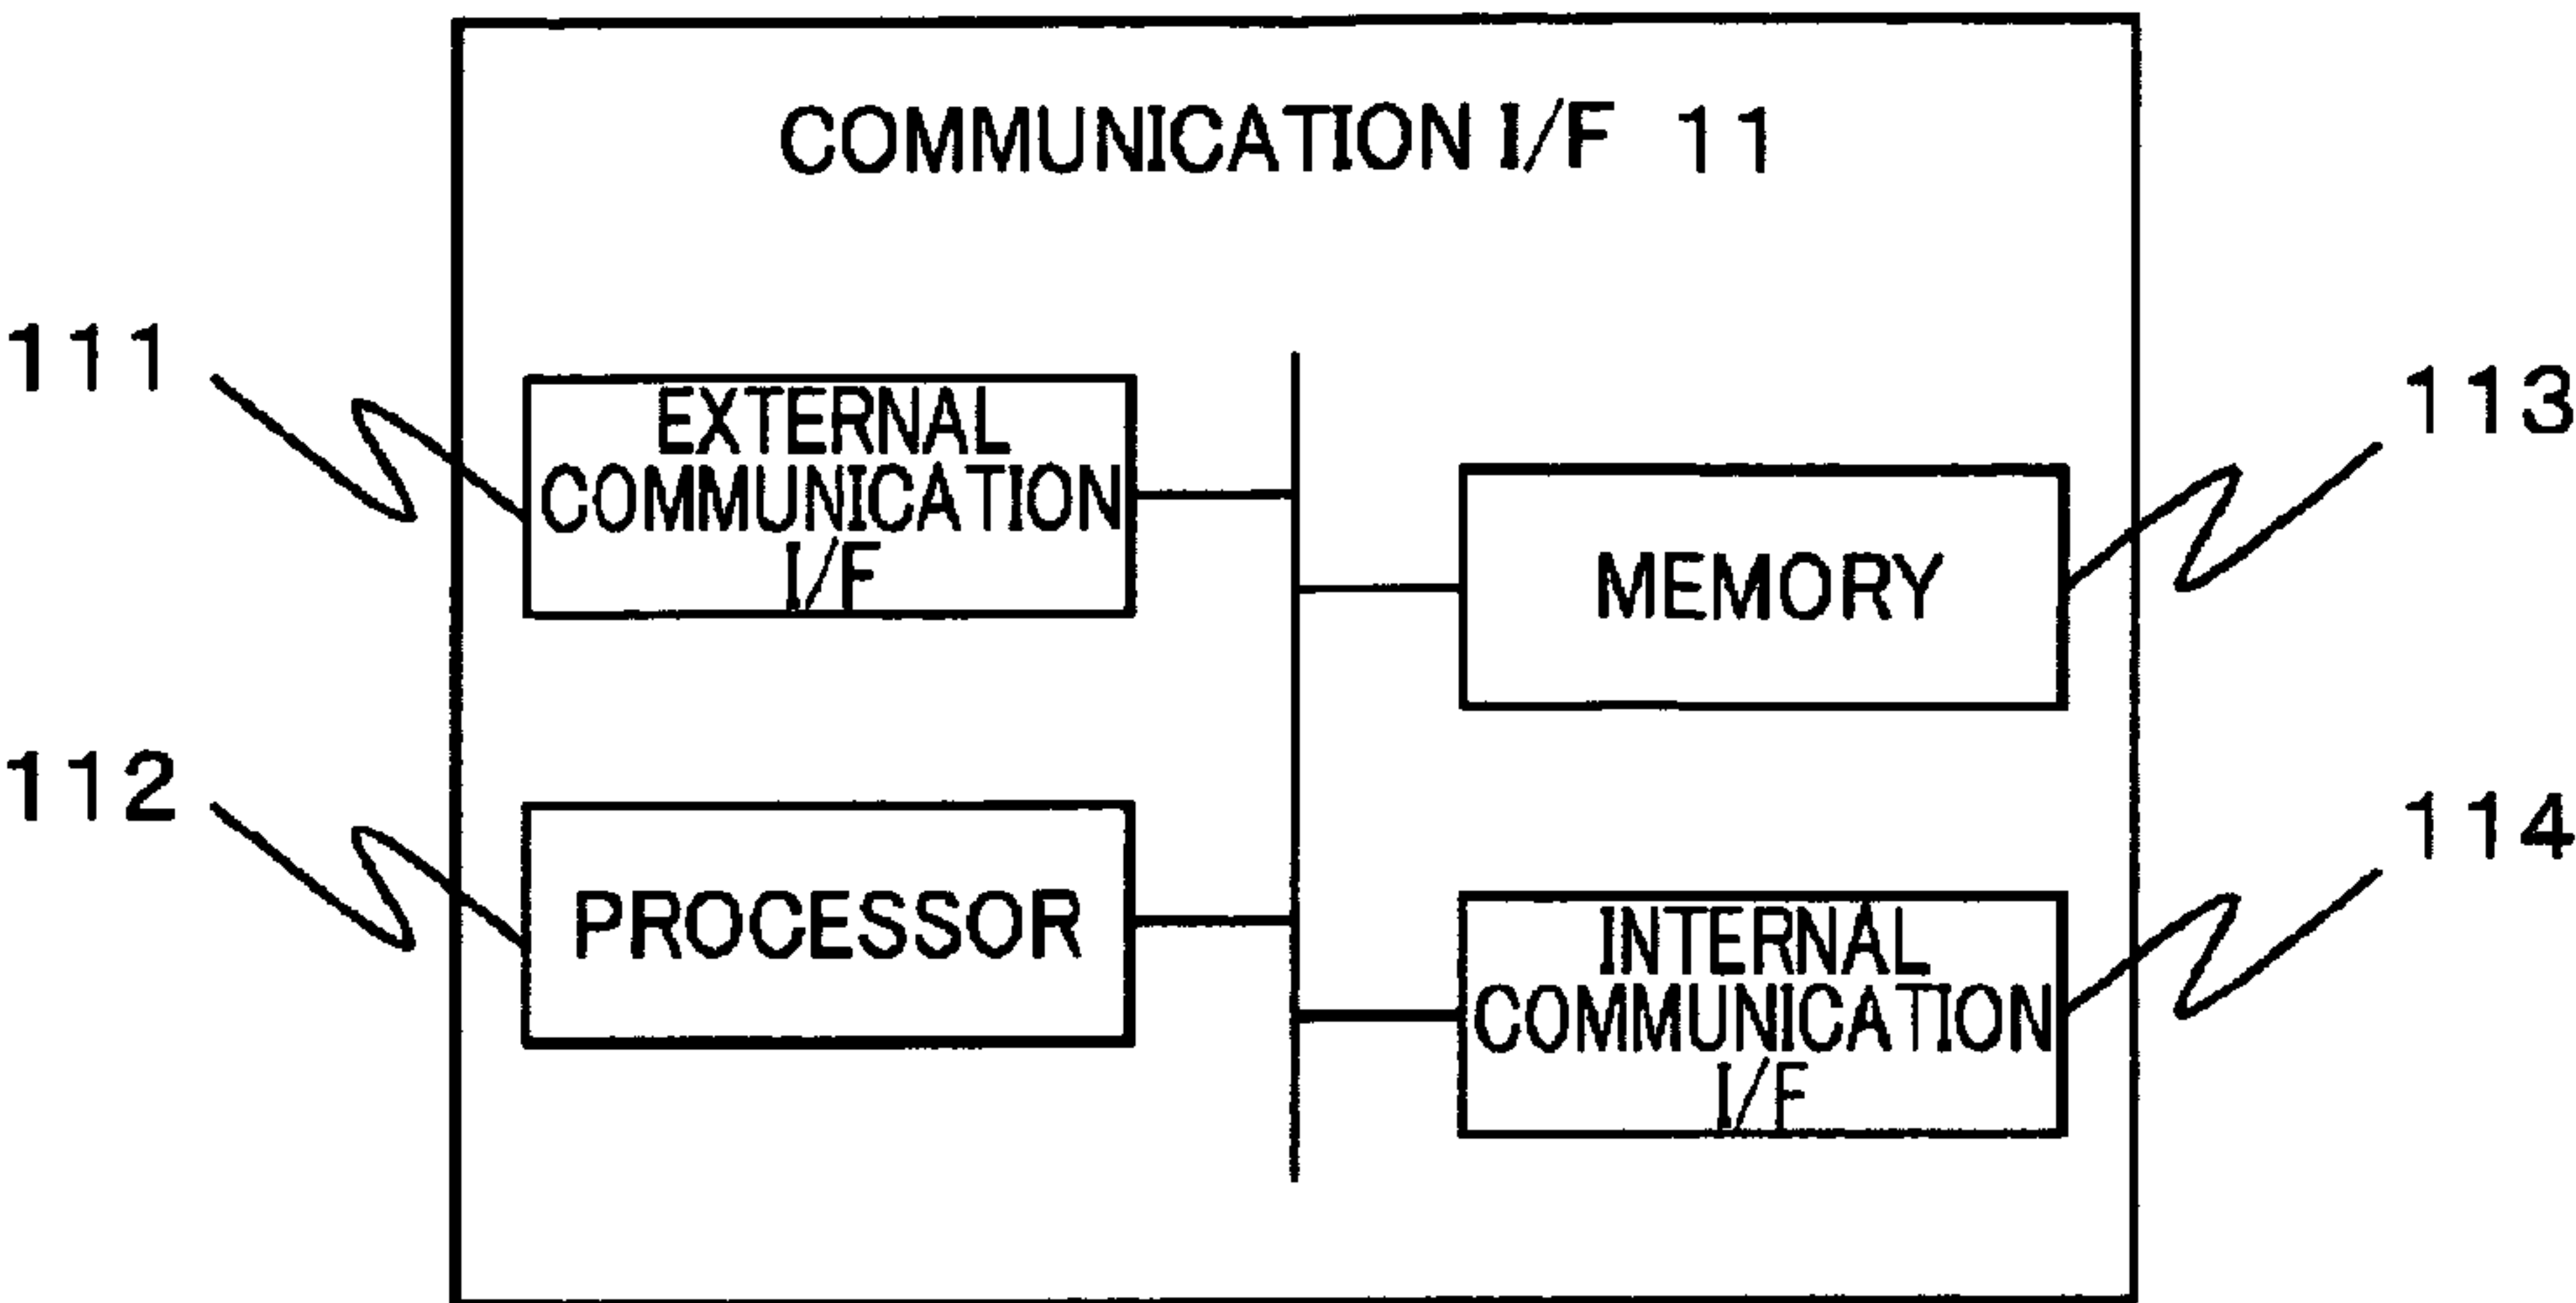 COMMUNICATION I/F 11
111
EXTERNAL
COMMUNICATION
I/F
113
MEMORY
112
PROCESSOR
114
INTERNAL
COMMUNICATION
I/F